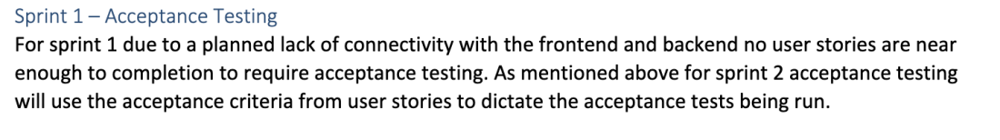 Sprint 1 – Acceptance Testing
For sprint 1 due to a planned lack of connectivity with the frontend and backend no user stories are near
enough to completion to require acceptance testing. As mentioned above for sprint 2 acceptance testing
will use the acceptance criteria from user stories to dictate the acceptance tests being run.